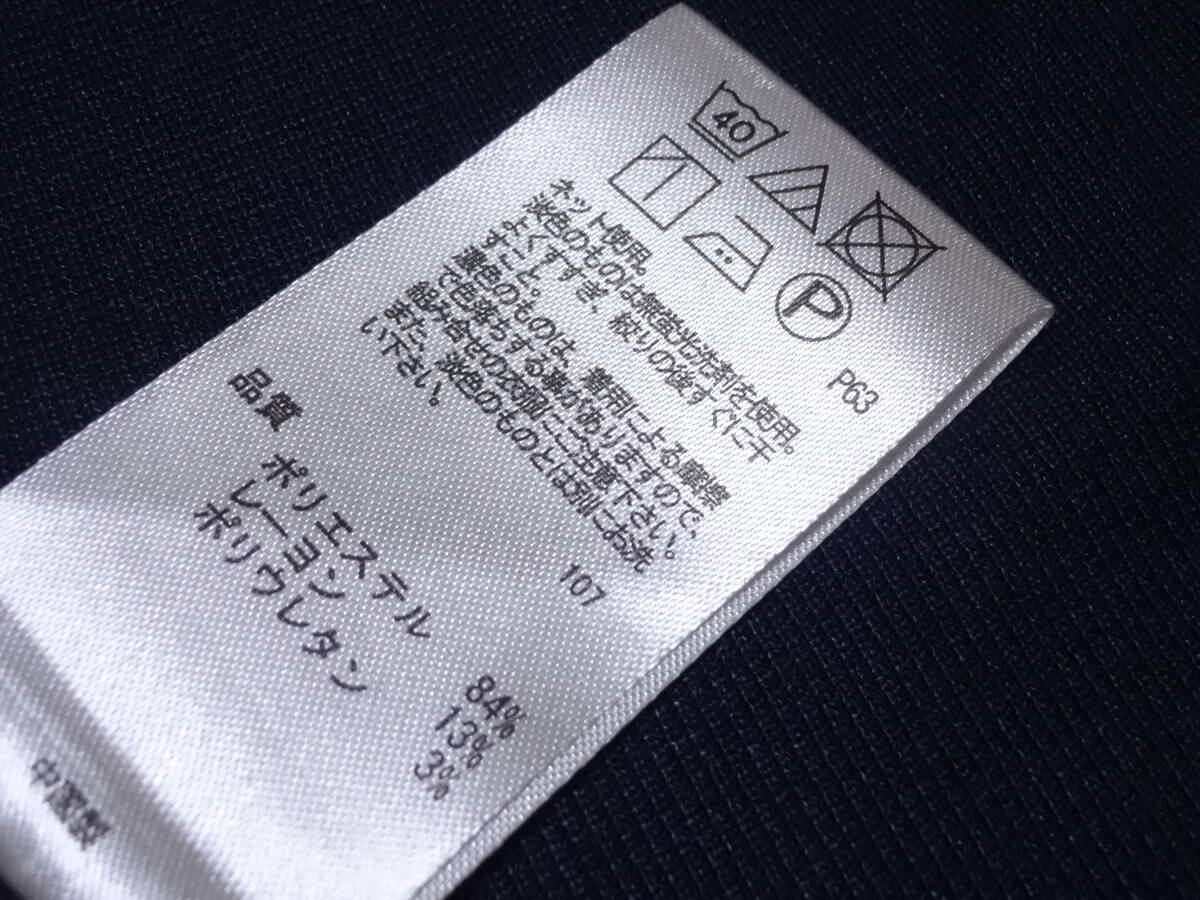 40
P
P63
ネット使用。
淡色のものは無蛍光洗剤を使用。
よくすすぎ、絞りの後すぐに干
すこと。
濃色のものは、着用による摩擦
で色落ちする事がありますので、
組み合せの衣服にご注意下さい。
また、淡色のものとは別にお洗
い下さい。
107
品質
ポリエステル 84%
レーヨン 13%
ポリウレタン 3%
中国製